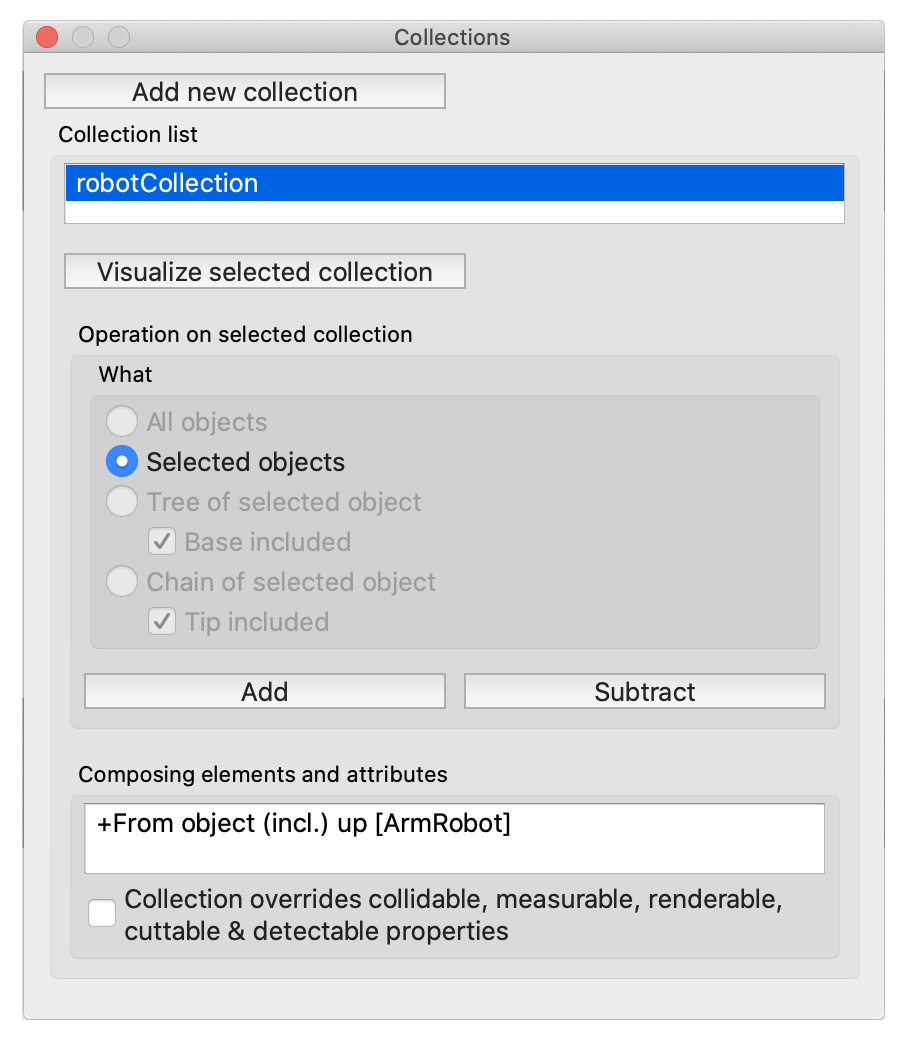 Collections
Add new collection
Collection list
robotCollection
Visualize selected collection
Operation on selected collection
What
All objects
Selected objects
Tree of selected object
Base included
Chain of selected object
Tip included
Add
Subtract
Composing elements and attributes
+From object (incl.) up [ArmRobot]
Collection overrides collidable, measurable, renderable,
cuttable & detectable properties